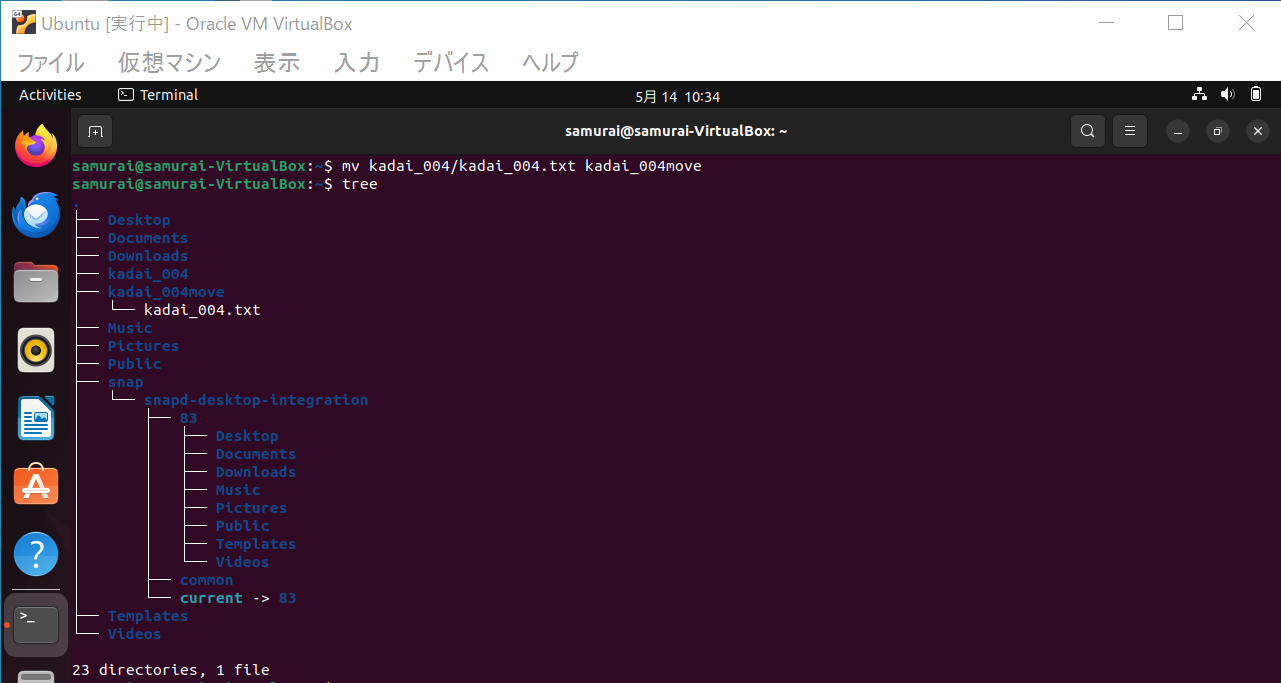 Ubuntu [実行中] - Oracle VM VirtualBox
ファイル 仮想マシン 表示 入力 デバイス ヘルプ
Activities Terminal 5月 14 10:34
samurai@samurai-VirtualBox: ~
samurai@samurai-VirtualBox:~$ mv kadai_004/kadai_004.txt kadai_004move
samurai@samurai-VirtualBox:~$ tree
.
├── Desktop
├── Documents
├── Downloads
├── kadai_004
├── kadai_004move
│   └── kadai_004.txt
├── Music
├── Pictures
├── Public
├── snap
│   └── snapd-desktop-integration
│       ├── 83
│       │   ├── Desktop
│       │   ├── Documents
│       │   ├── Downloads
│       │   ├── Music
│       │   ├── Pictures
│       │   ├── Public
│       │   ├── Templates
│       │   └── Videos
│       ├── common
│       └── current -> 83
├── Templates
└── Videos
23 directories, 1 file